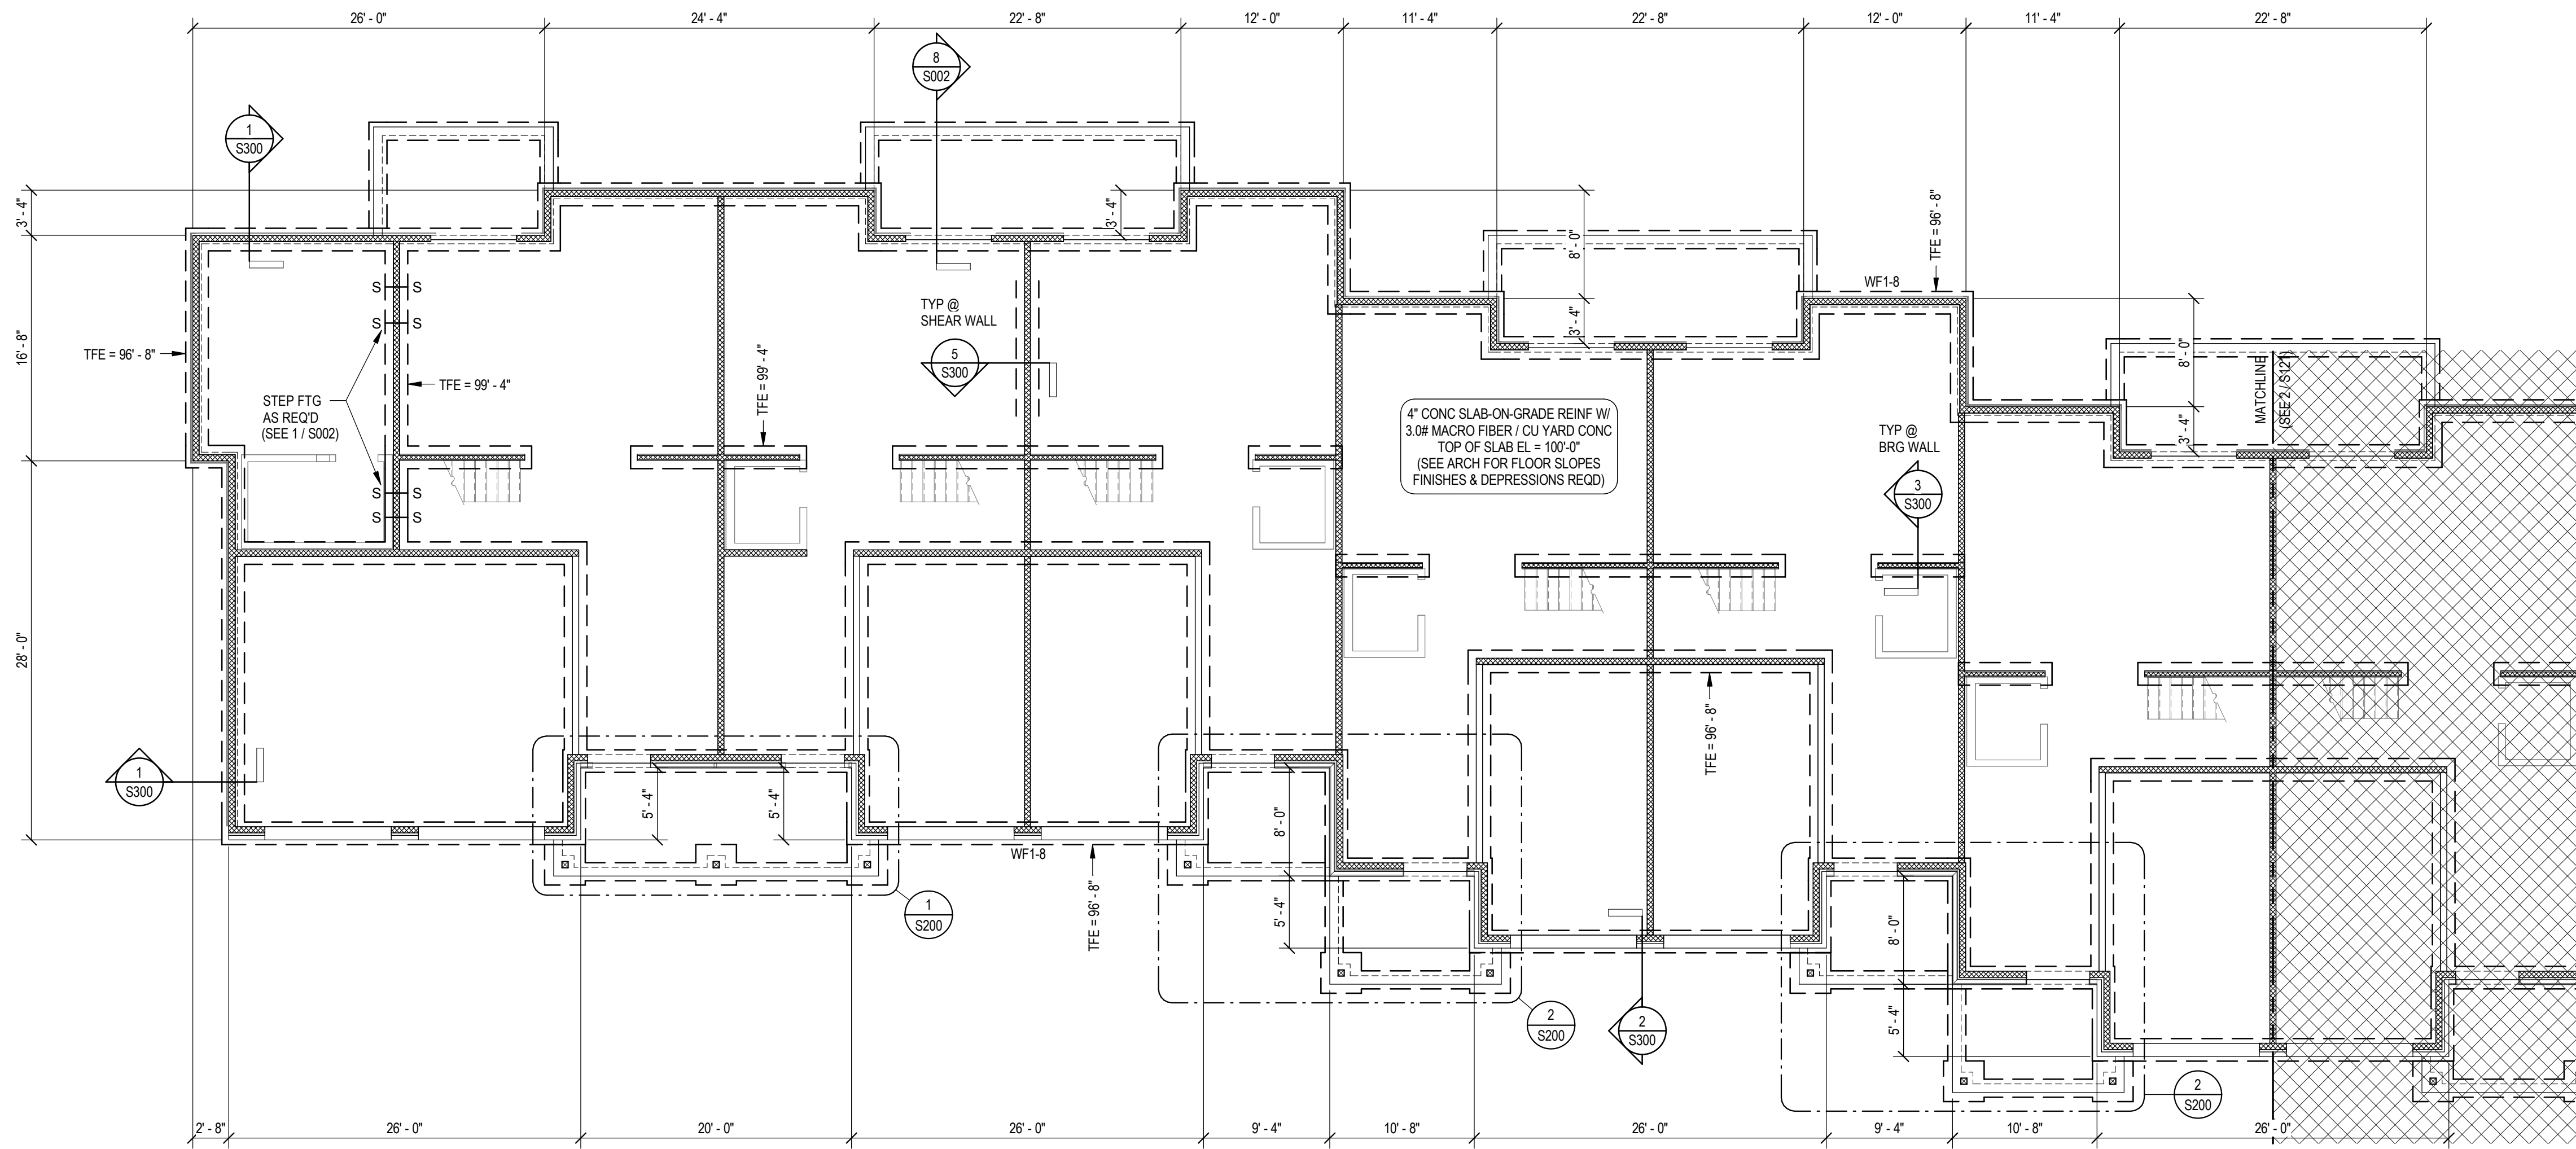 26' - 0"
24' - 4"
22' - 8"
12' - 0"
11' - 4"
22' - 8"
12' - 0"
11' - 4"
22' - 8"
8
S002
1
S300
3' - 4"
16' - 8"
28' - 0"
TFE = 96' - 8"
S S
S S
STEP FTG
AS REQ'D
(SEE 1 / S002)
S S
S S
TFE = 99' - 4"
TFE = 99' - 4"
TYP @
SHEAR WALL
5
S300
3' - 4"
8' - 0"
3' - 4"
4" CONC SLAB-ON-GRADE REINF W/
3.0# MACRO FIBER / CU YARD CONC
TOP OF SLAB EL = 100'-0"
(SEE ARCH FOR FLOOR SLOPES
FINISHES & DEPRESSIONS REQD)
WF1-8
TFE = 96' - 8"
TYP @
BRG WALL
3
S300
8' - 0"
3' - 4"
MATCHLINE
(SEE 2 / S121)
1
S300
5' - 4"
5' - 4"
WF1-8
TFE = 96' - 8"
1
S200
8' - 0"
5' - 4"
TFE = 96' - 8"
2
S200
2
S300
8' - 0"
5' - 4"
2
S200
2' - 8"
26' - 0"
20' - 0"
26' - 0"
9' - 4"
10' - 8"
26' - 0"
9' - 4"
10' - 8"
26' - 0"